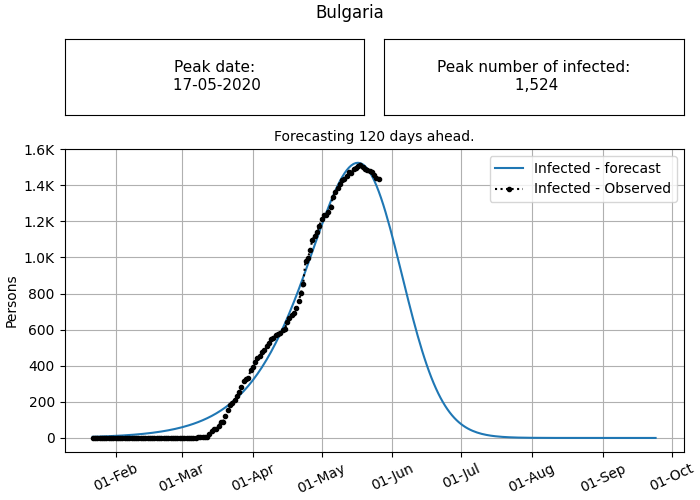 Bulgaria
Peak date:
17-05-2020
Peak number of infected:
1,524
Forecasting 120 days ahead.
1.6K
1.4K
1.2K
1.0K
800
600
400
200
0
Persons
Infected - forecast
Infected - Observed
01-Feb
01-Mar
01-Apr
01-May
01-Jun
01-Jul
01-Aug
01-Sep
01-Oct